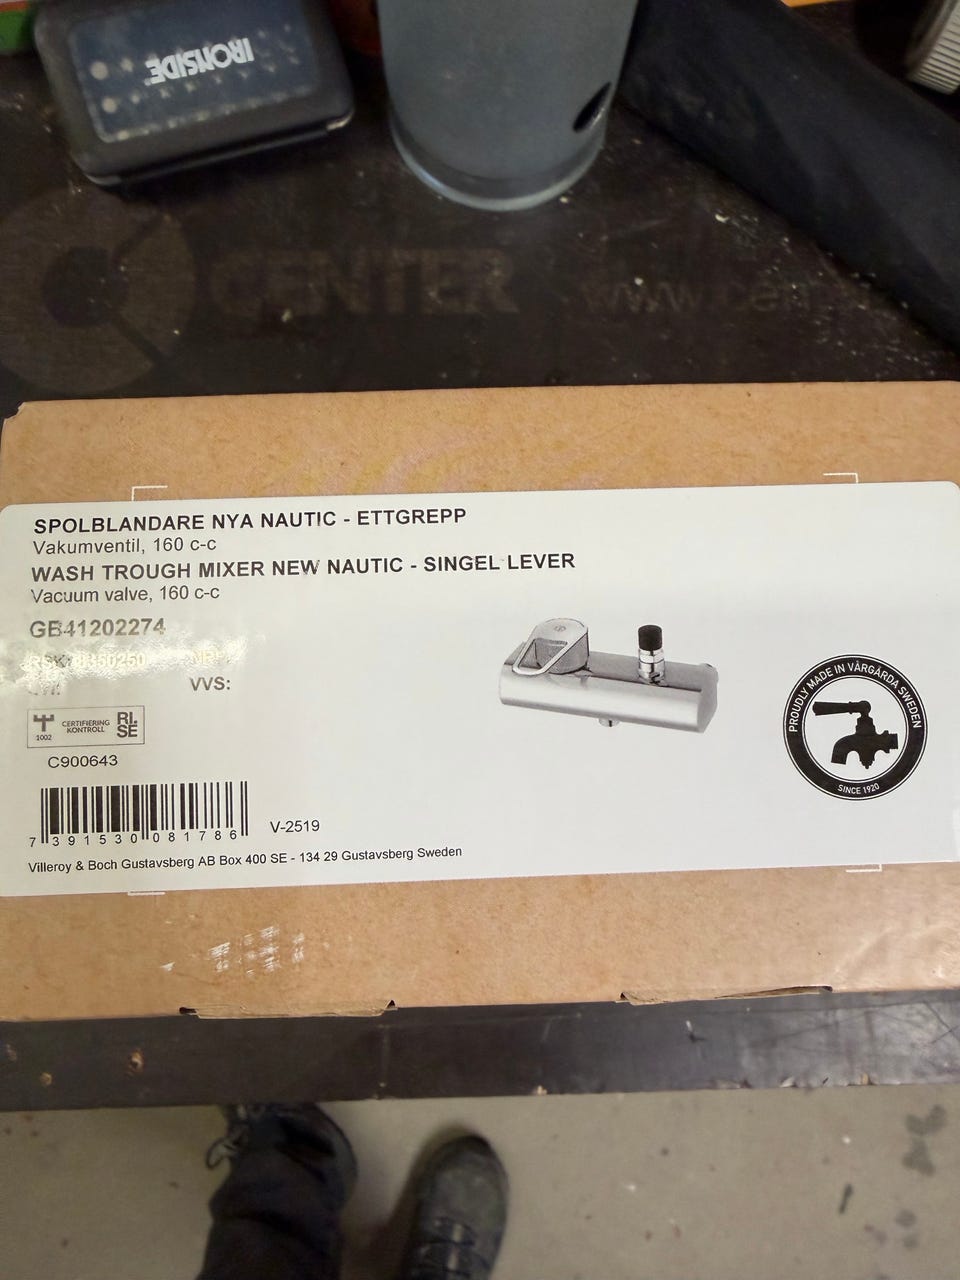 IRONSIDE
CENTER
SPOLBLANDARE NYA NAUTIC - ETTGREPP
Vakumventil, 160 c-c
WASH TROUGH MIXER NEW NAUTIC - SINGEL LEVER
Vacuum valve, 160 c-c
GB41202274
VVS:
1002
CERTIFIERING
KONTROLL
RI.
SE
C900643
7 391530 081786
V-2519
Villeroy & Boch Gustavsberg AB Box 400 SE - 134 29 Gustavsberg Sweden
PROUDLY MADE IN VÅRGÅRDA SWEDEN
SINCE 1920